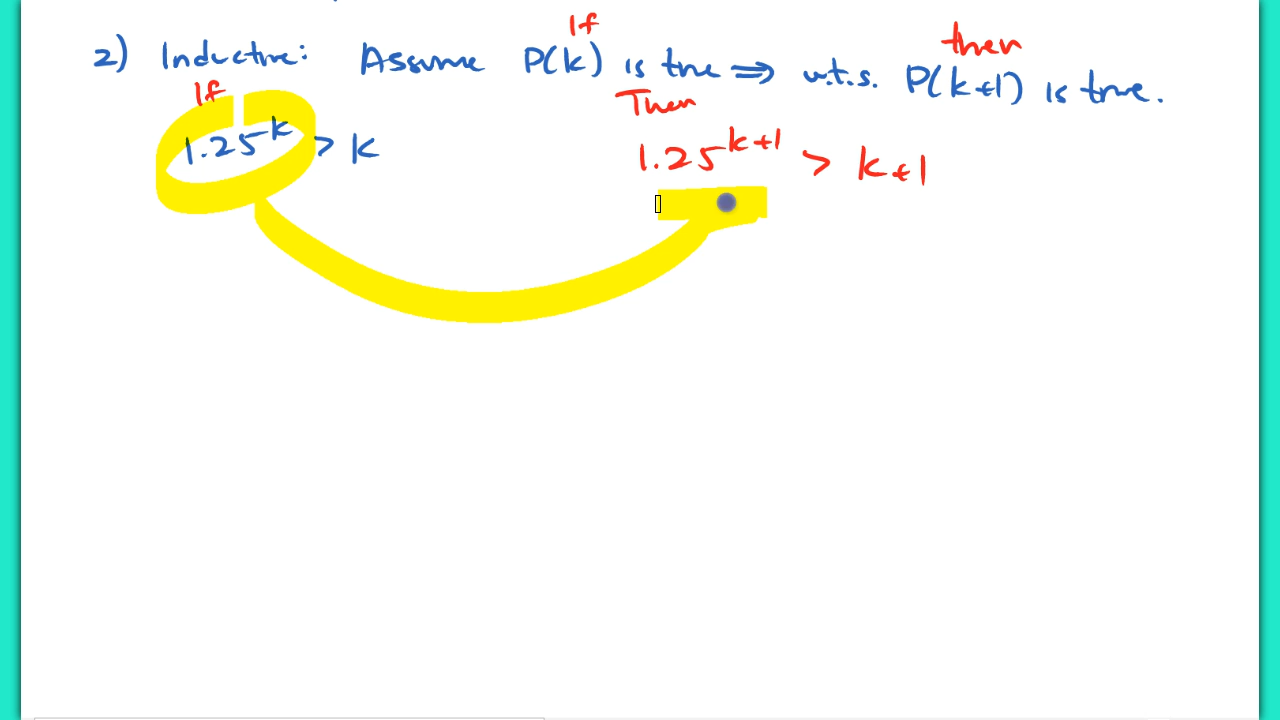 If then
2) Inductive: Assume P(k) is true ⇒ w.t.s. P(k+1) is true.
If Then
1.25^k > k 1.25^{k+1} > k+1